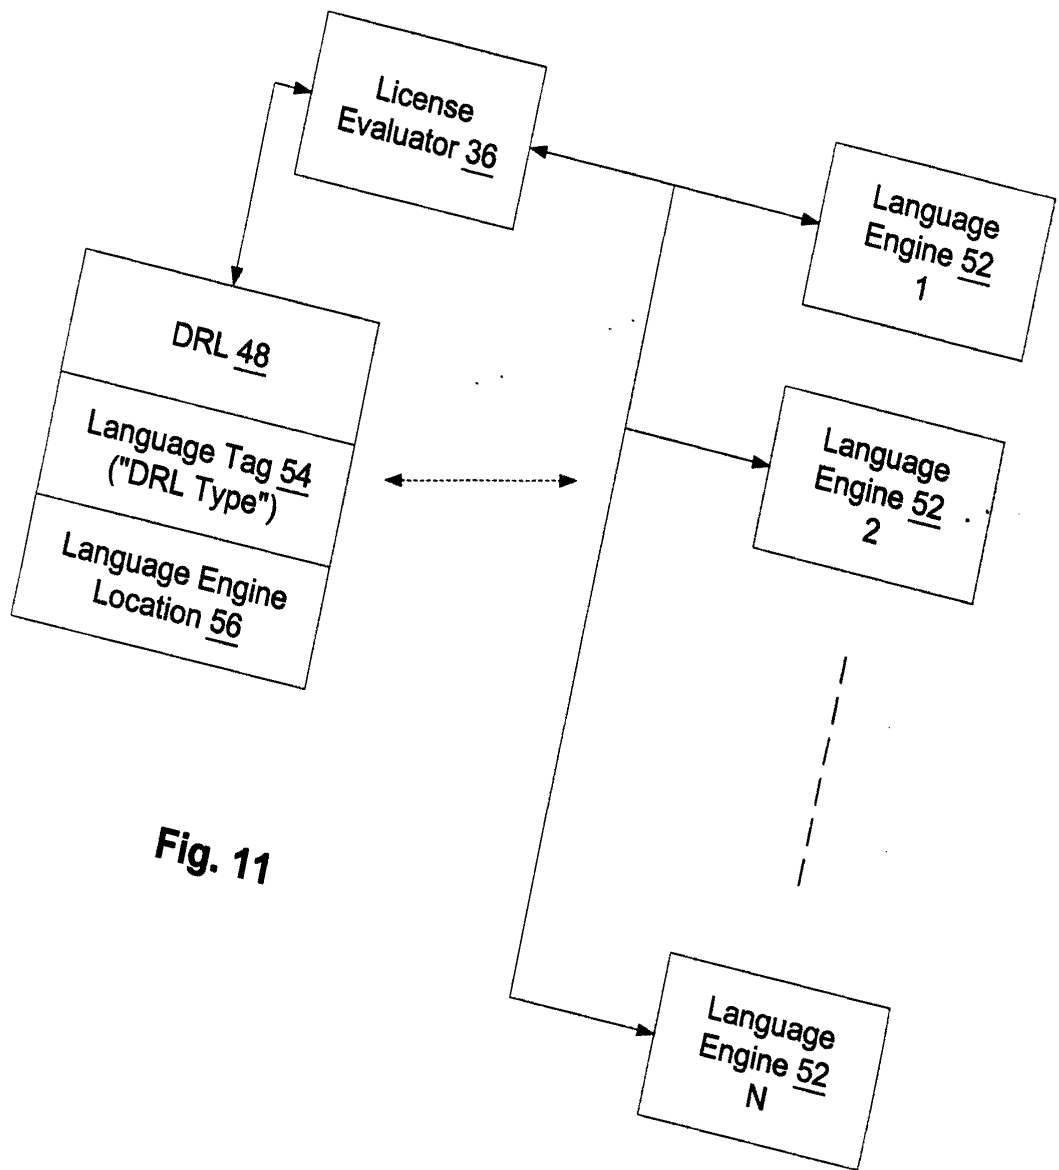 License
Evaluator 36
Language
Engine 52
1
DRL 48
Language Tag 54
("DRL Type")
Language Engine
Location 56
Language
Engine 52
2
Fig. 11
Language
Engine 52
N